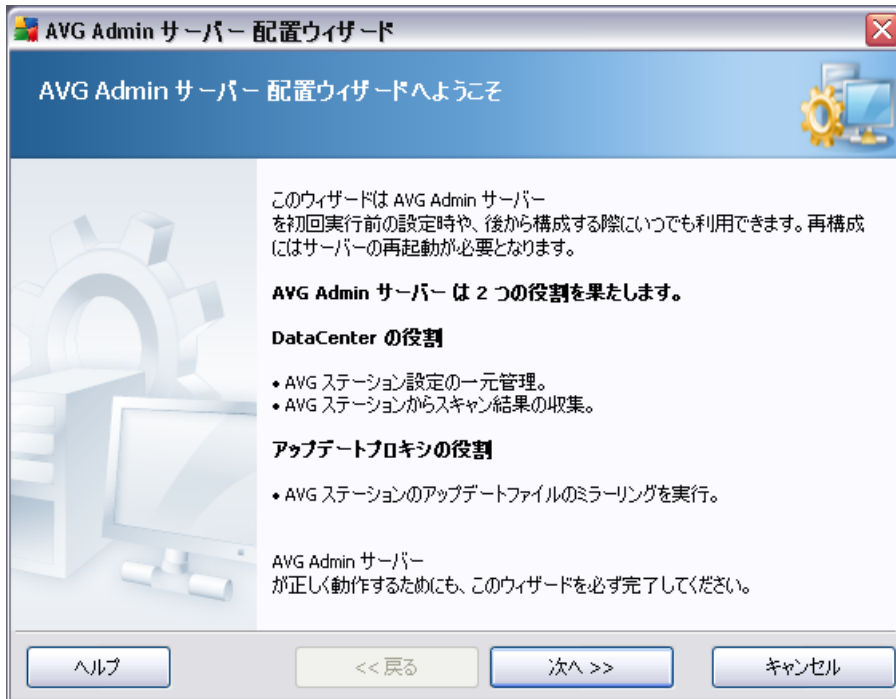 AVG Admin サーバー 配置ウィザード
AVG Admin サーバー 配置ウィザードへようこそ
このウィザードは AVG Admin サーバー
を初回実行前の設定時や、後から構成する際にいつでも利用できます。再構成
にはサーバーの再起動が必要となります。
AVG Admin サーバー は 2 つの役割を果たします。
DataCenter の役割
• AVG ステーション設定の一元管理。
• AVG ステーションからスキャン結果の収集。
アップデートプロキシの役割
• AVG ステーションのアップデートファイルのミラーリングを実行。
AVG Admin サーバー
が正しく動作するためにも、このウィザードを必ず完了してください。
ヘルプ
<< 戻る
次へ >>
キャンセル